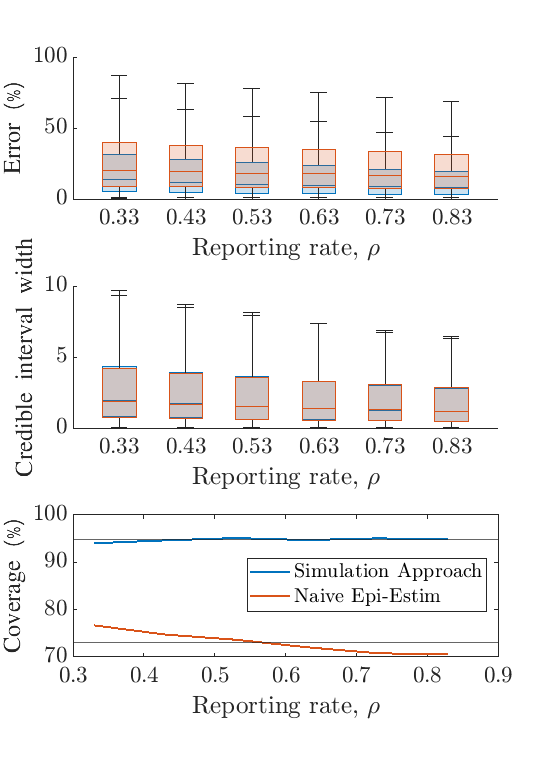 100
50
0
Error (%)
0.33 0.43 0.53 0.63 0.73 0.83
Reporting rate, ρ
10
5
0
Credible interval width
0.33 0.43 0.53 0.63 0.73 0.83
Reporting rate, ρ
100
90
80
70
Coverage (%)
Simulation Approach
Naive Epi-Estim
0.3 0.4 0.5 0.6 0.7 0.8 0.9
Reporting rate, ρ